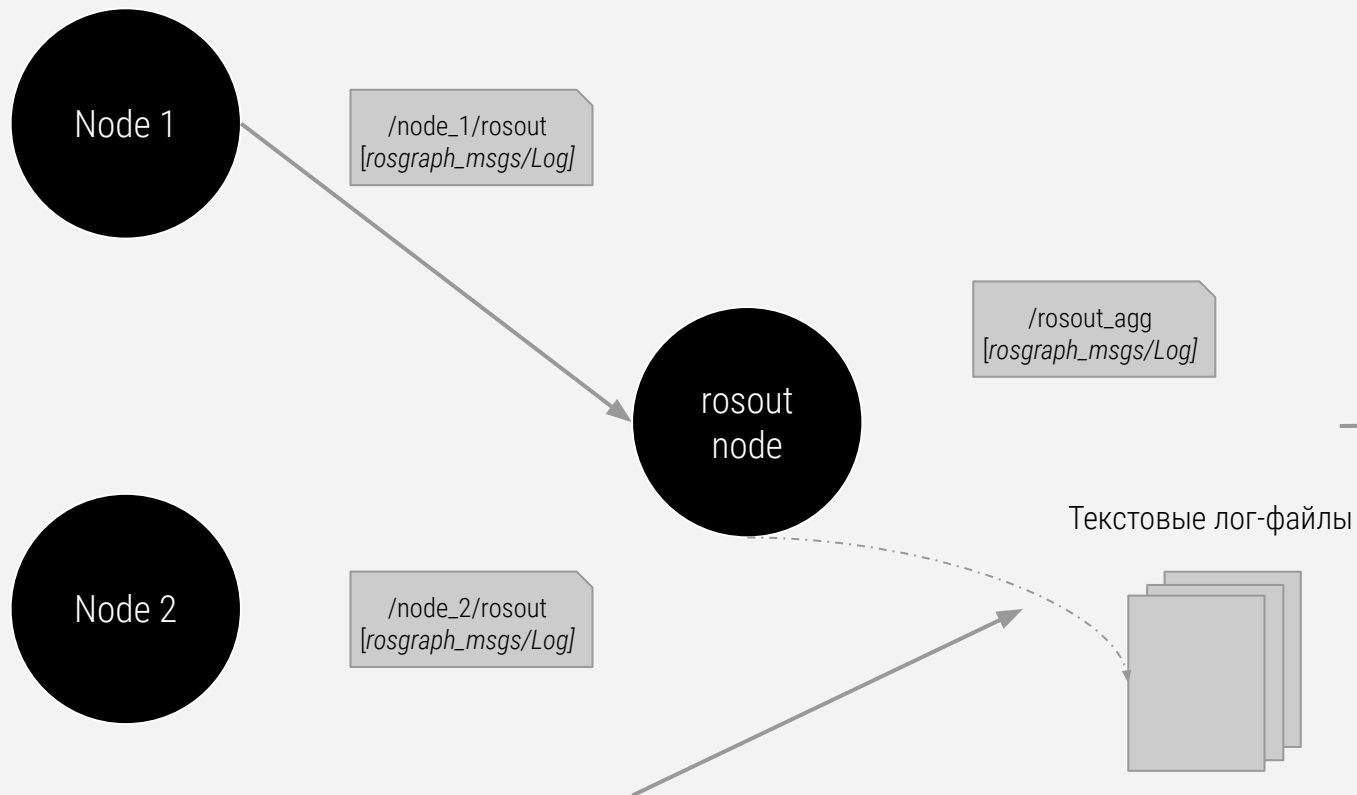 Node 1
/node_1/rosout
[rosgraph_msgs/Log]
/rosout_agg
[rosgraph_msgs/Log]
rosout
node
Текстовые лог-файлы
Node 2
/node_2/rosout
[rosgraph_msgs/Log]